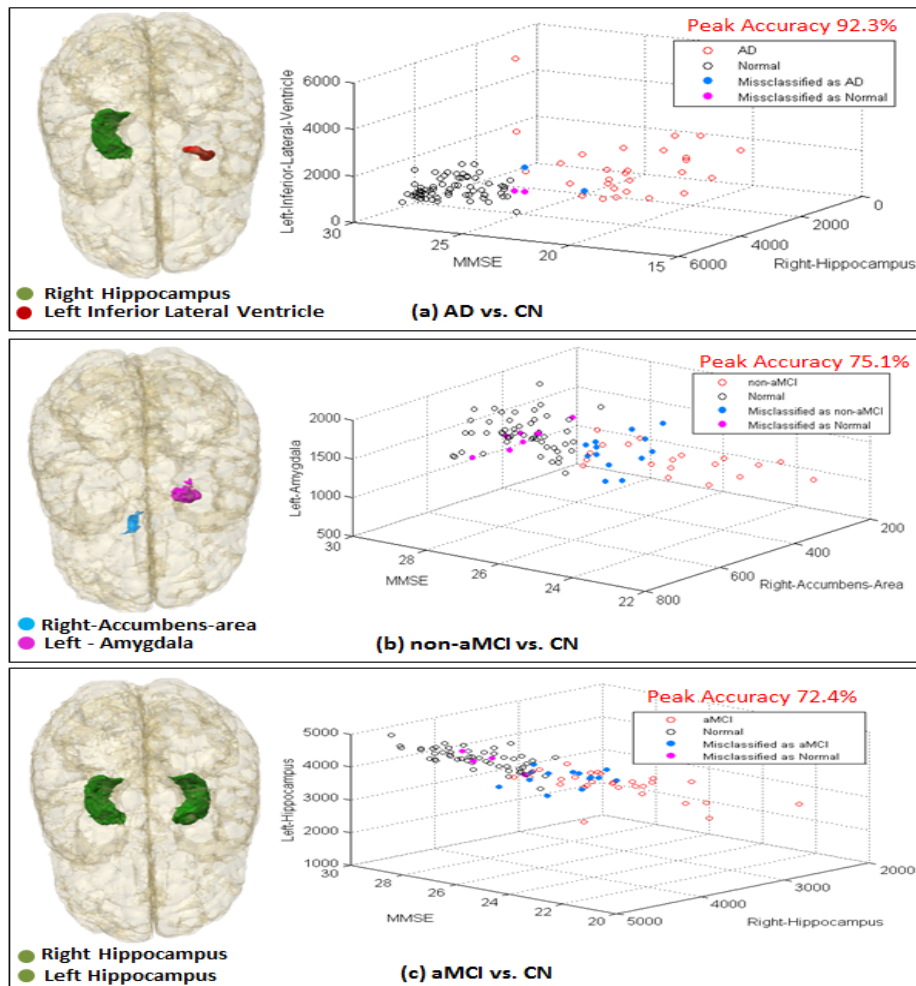 Peak Accuracy 92.3%
AD
Normal
Missclassified as AD
Missclassified as Normal
Left-Inferior-Lateral-Ventricle
6000
4000
2000
0
30
25
20
15
MMSE
6000
4000
2000
0
Right-Hippocampus
Right Hippocampus
Left Inferior Lateral Ventricle
(a) AD vs. CN
Peak Accuracy 75.1%
non-aMCI
Normal
Misclassified as non-aMCI
Misclassified as Normal
Left-Amygdala
2000
1500
1000
500
30
28
26
24
22
MMSE
800
600
400
200
Right-Accumbens-Area
Right-Accumbens-area
Left - Amygdala
(b) non-aMCI vs. CN
Peak Accuracy 72.4%
aMCI
Normal
Misclassified as aMCI
Misclassified as Normal
Left-Hippocampus
5000
4000
3000
2000
1000
30
28
26
24
22
20
MMSE
5000
4000
3000
2000
Right-Hippocampus
Right Hippocampus
Left Hippocampus
(c) aMCI vs. CN